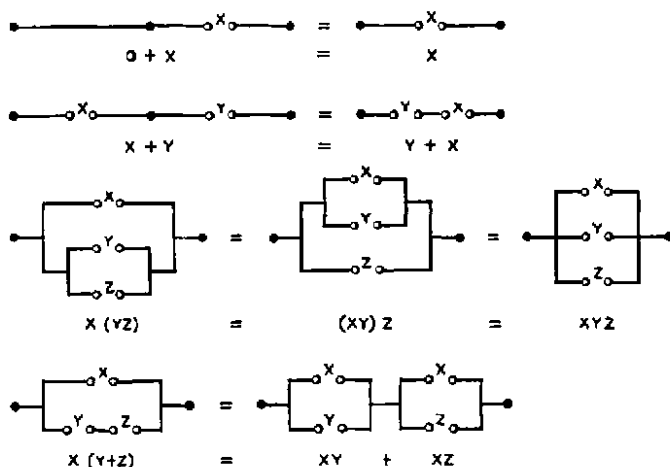 X = X
0 + X = X
X Y = Y X
X + Y = Y + X
X X X
Y = Y = Y
Z Z Z
X (YZ) = (XY) Z = XYZ
X X X
Y Z = Y Z
X (Y+Z) = XY + XZ